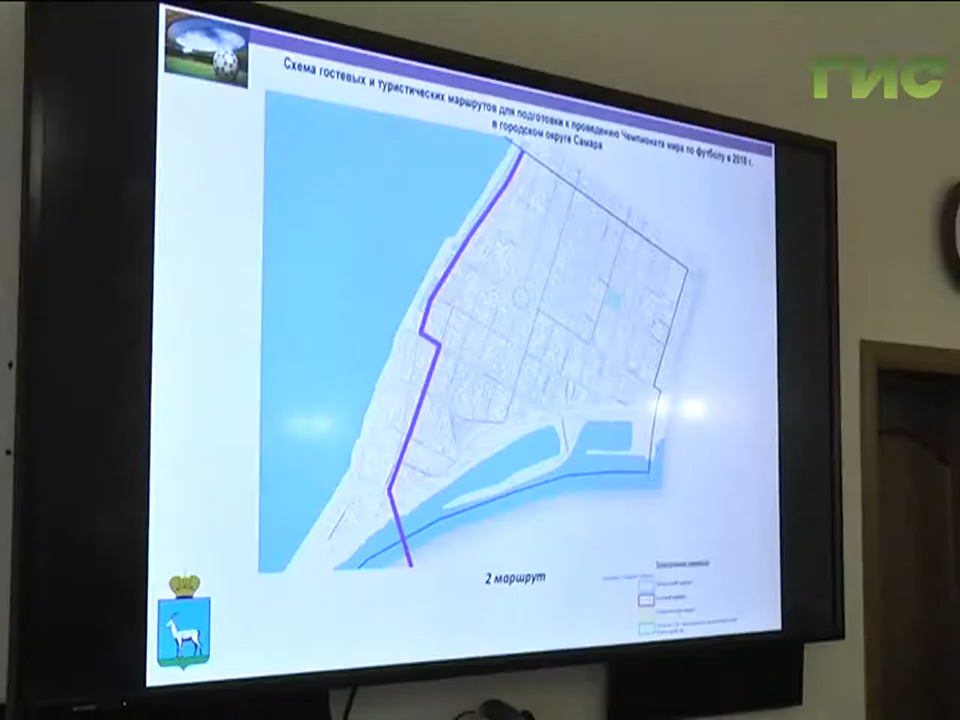 ГИС
Схема гостевых и туристических маршрутов для подготовки к проведению Чемпионата мира по футболу в 2018 г.
в городском округе Самара
2 маршрут